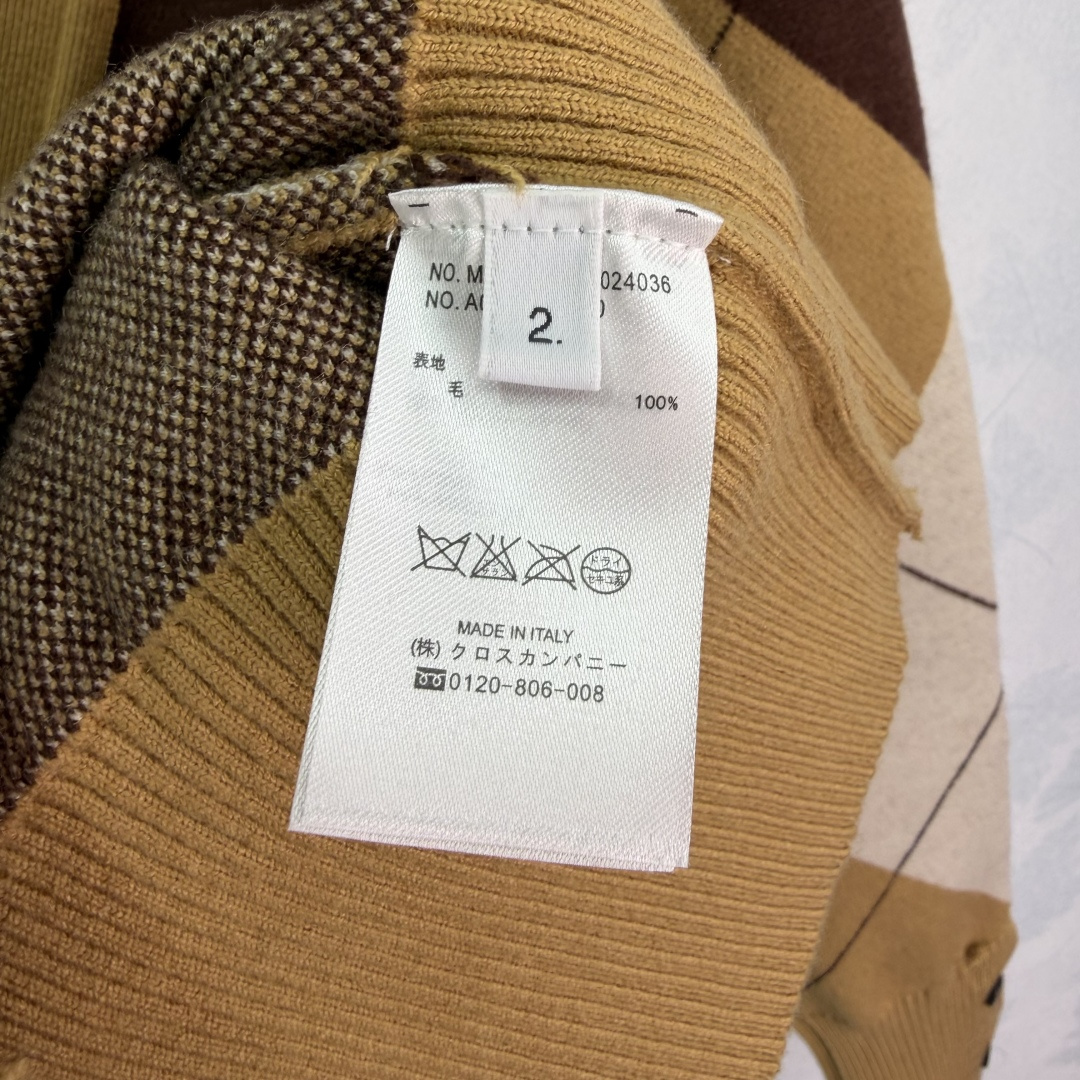 NO. M 024036
NO. A 0
2.
表地
毛 100%
ドライ
セキユ系
MADE IN ITALY
(株) クロスカンパニー
0120-806-008